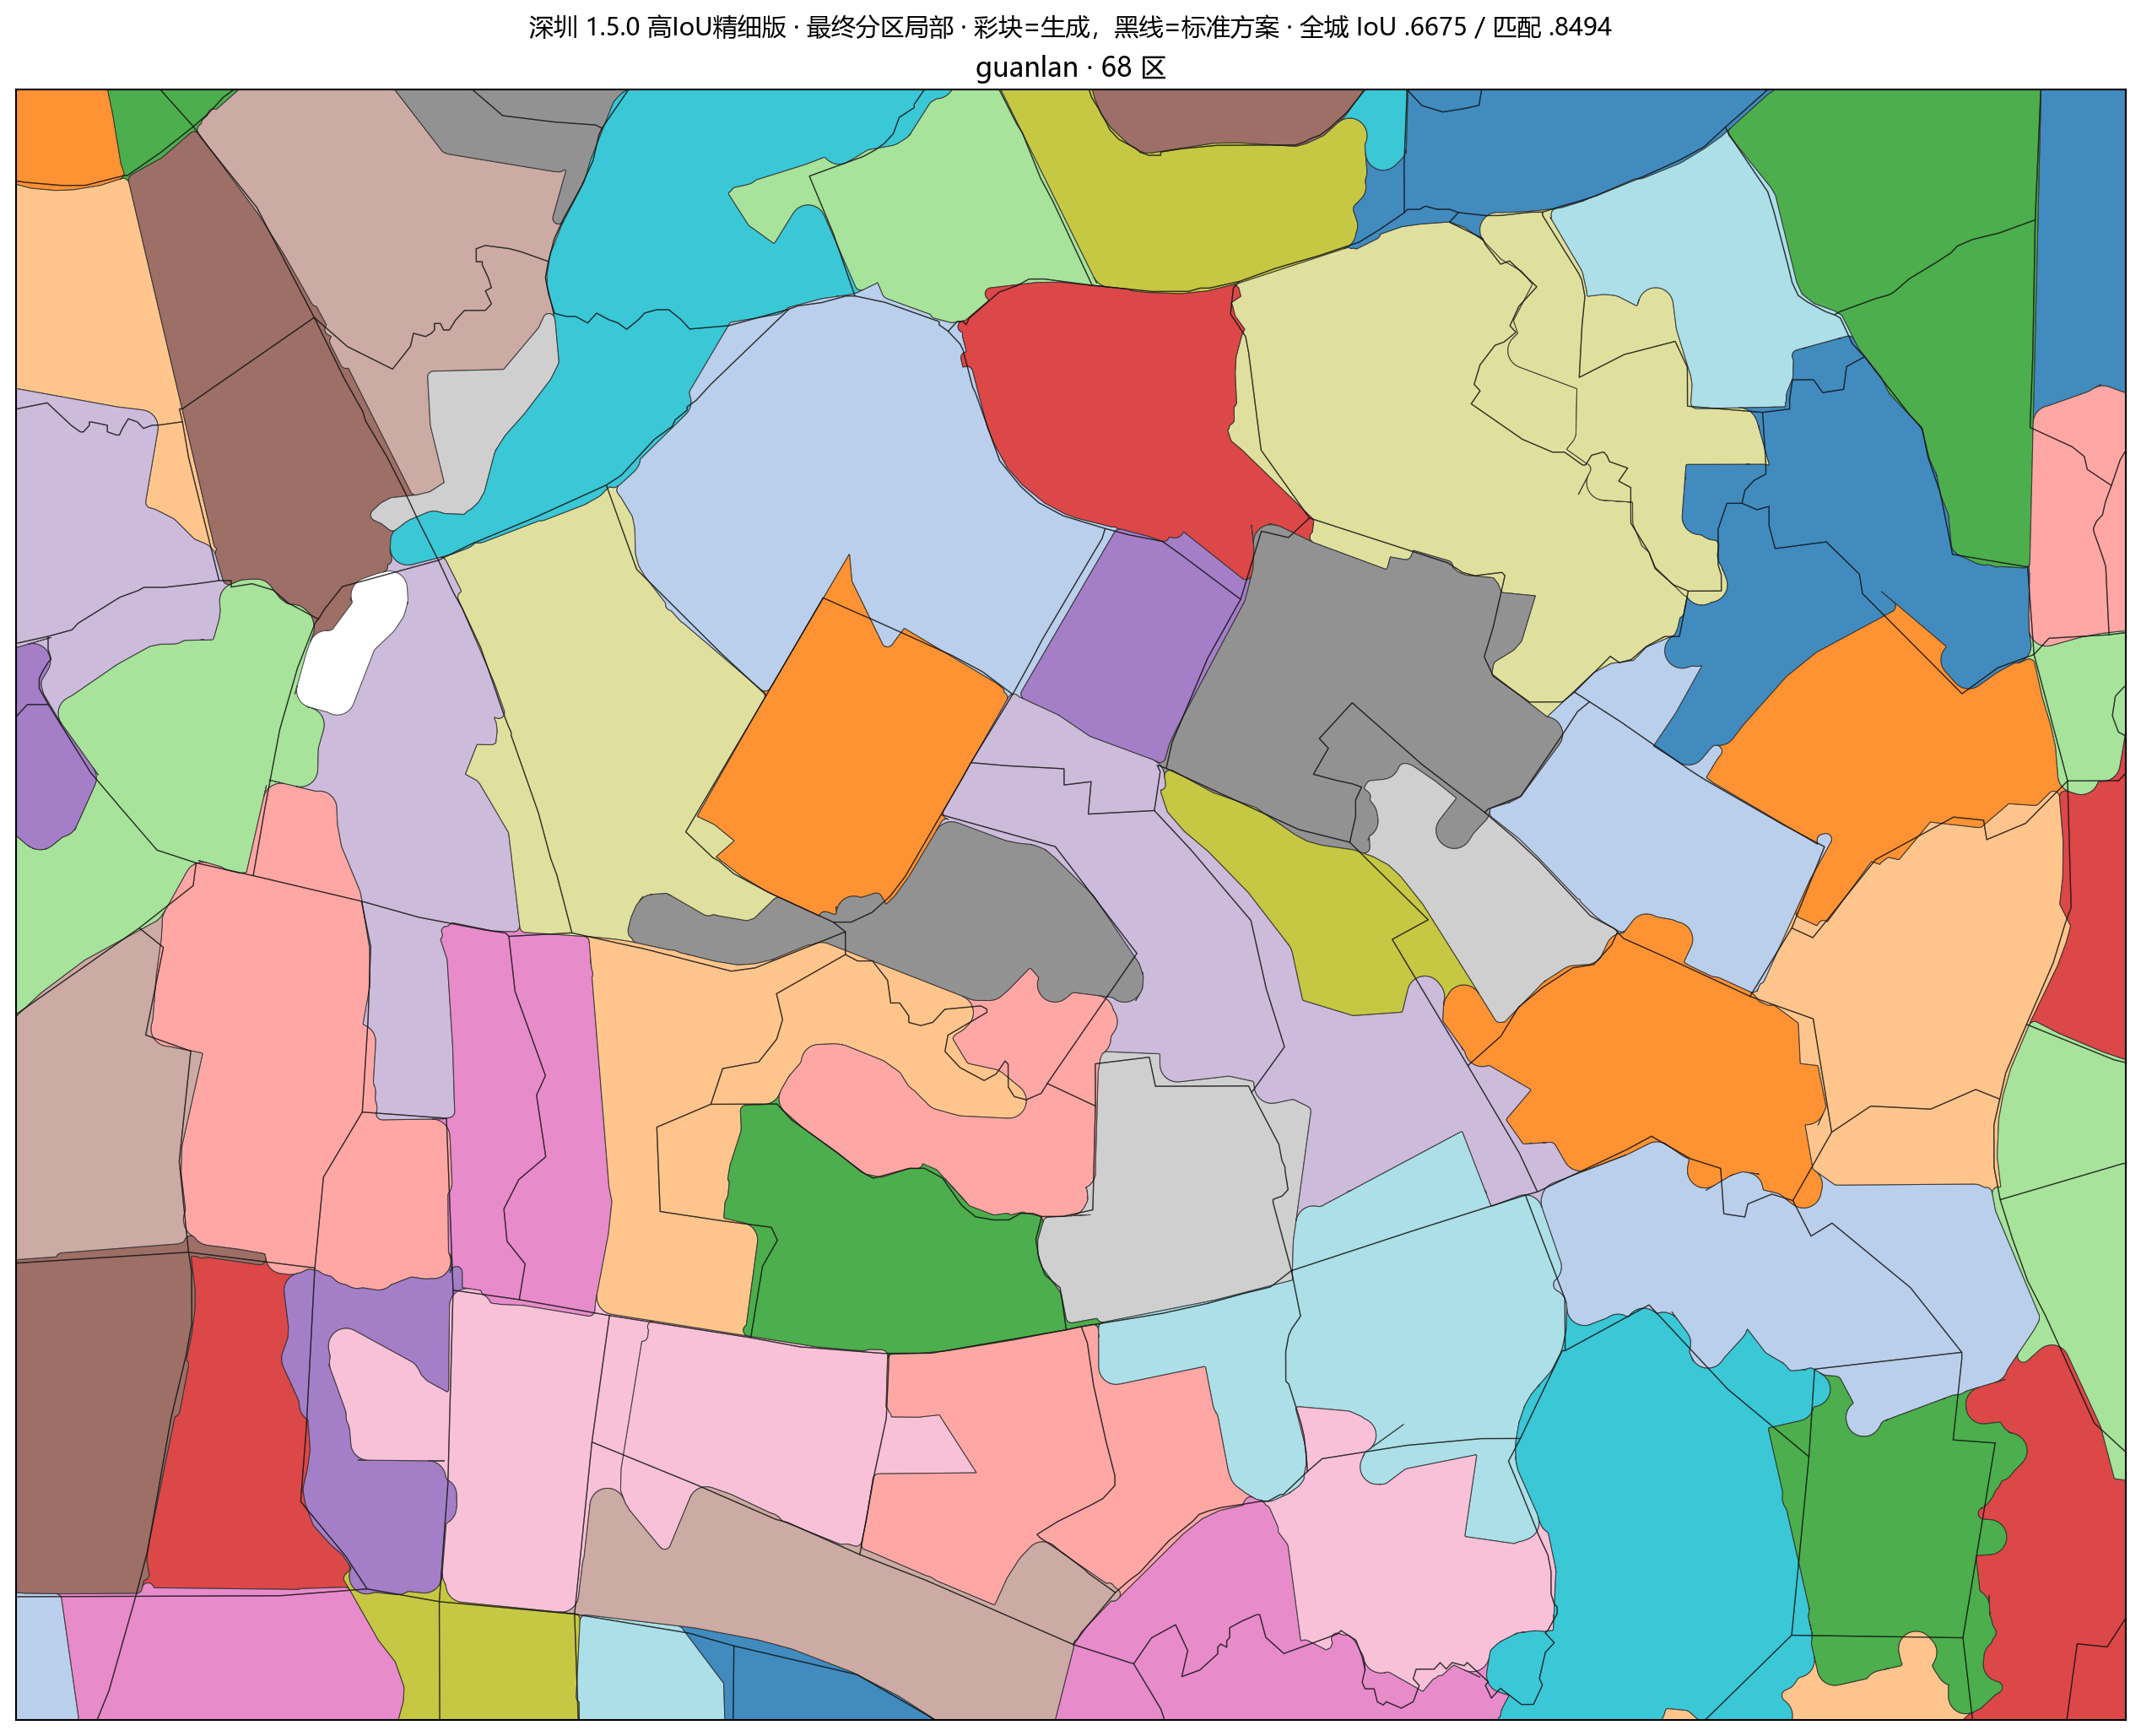 深圳 1.5.0 高IoU精细版 · 最终分区局部 · 彩块=生成，黑线=标准方案 · 全城 IoU .6675 / 匹配 .8494
guanlan · 68 区